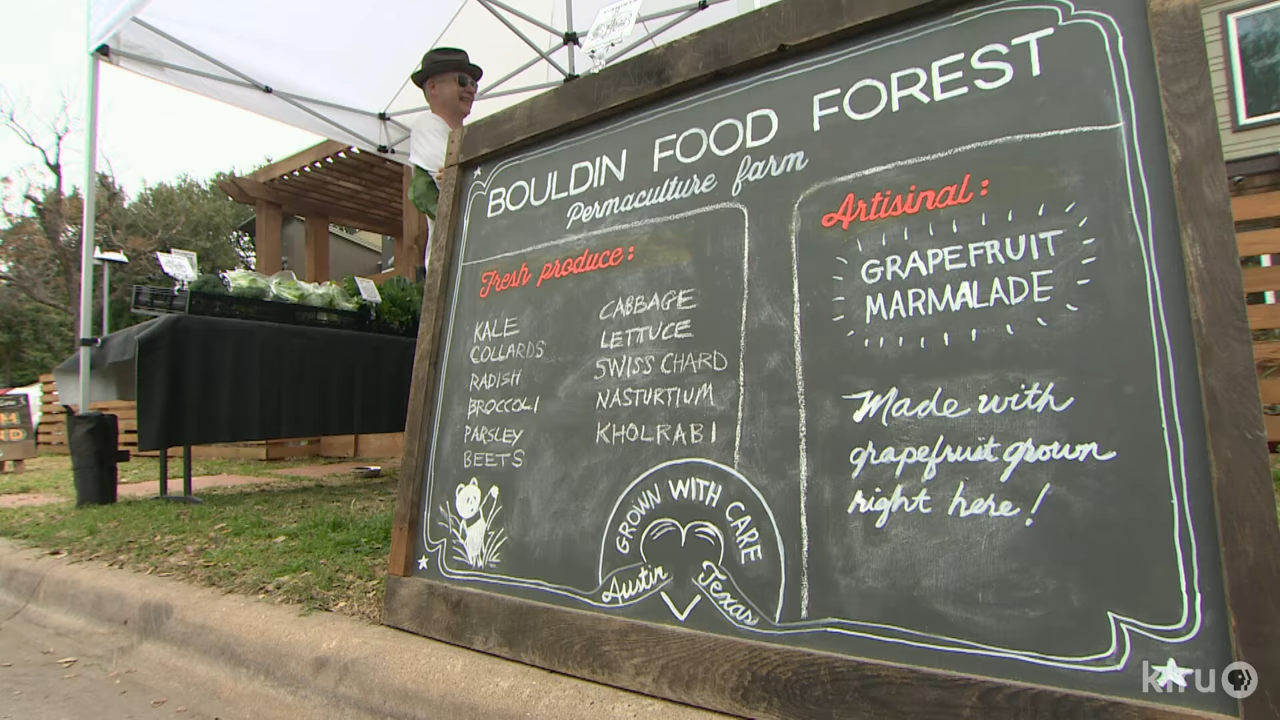 BOULDIN FOOD FOREST
Permaculture farm
Fresh produce:
KALE
COLLARDS
RADISH
BROCCOLI
PARSLEY
BEETS
CABBAGE
LETTUCE
SWISS CHARD
NASTURTIUM
KHOLRABI
GROWN WITH CARE
Austin Texas
Artisinal:
GRAPEFRUIT
MARMALADE
Made with
grapefruit grown
right here!
klru
PBS